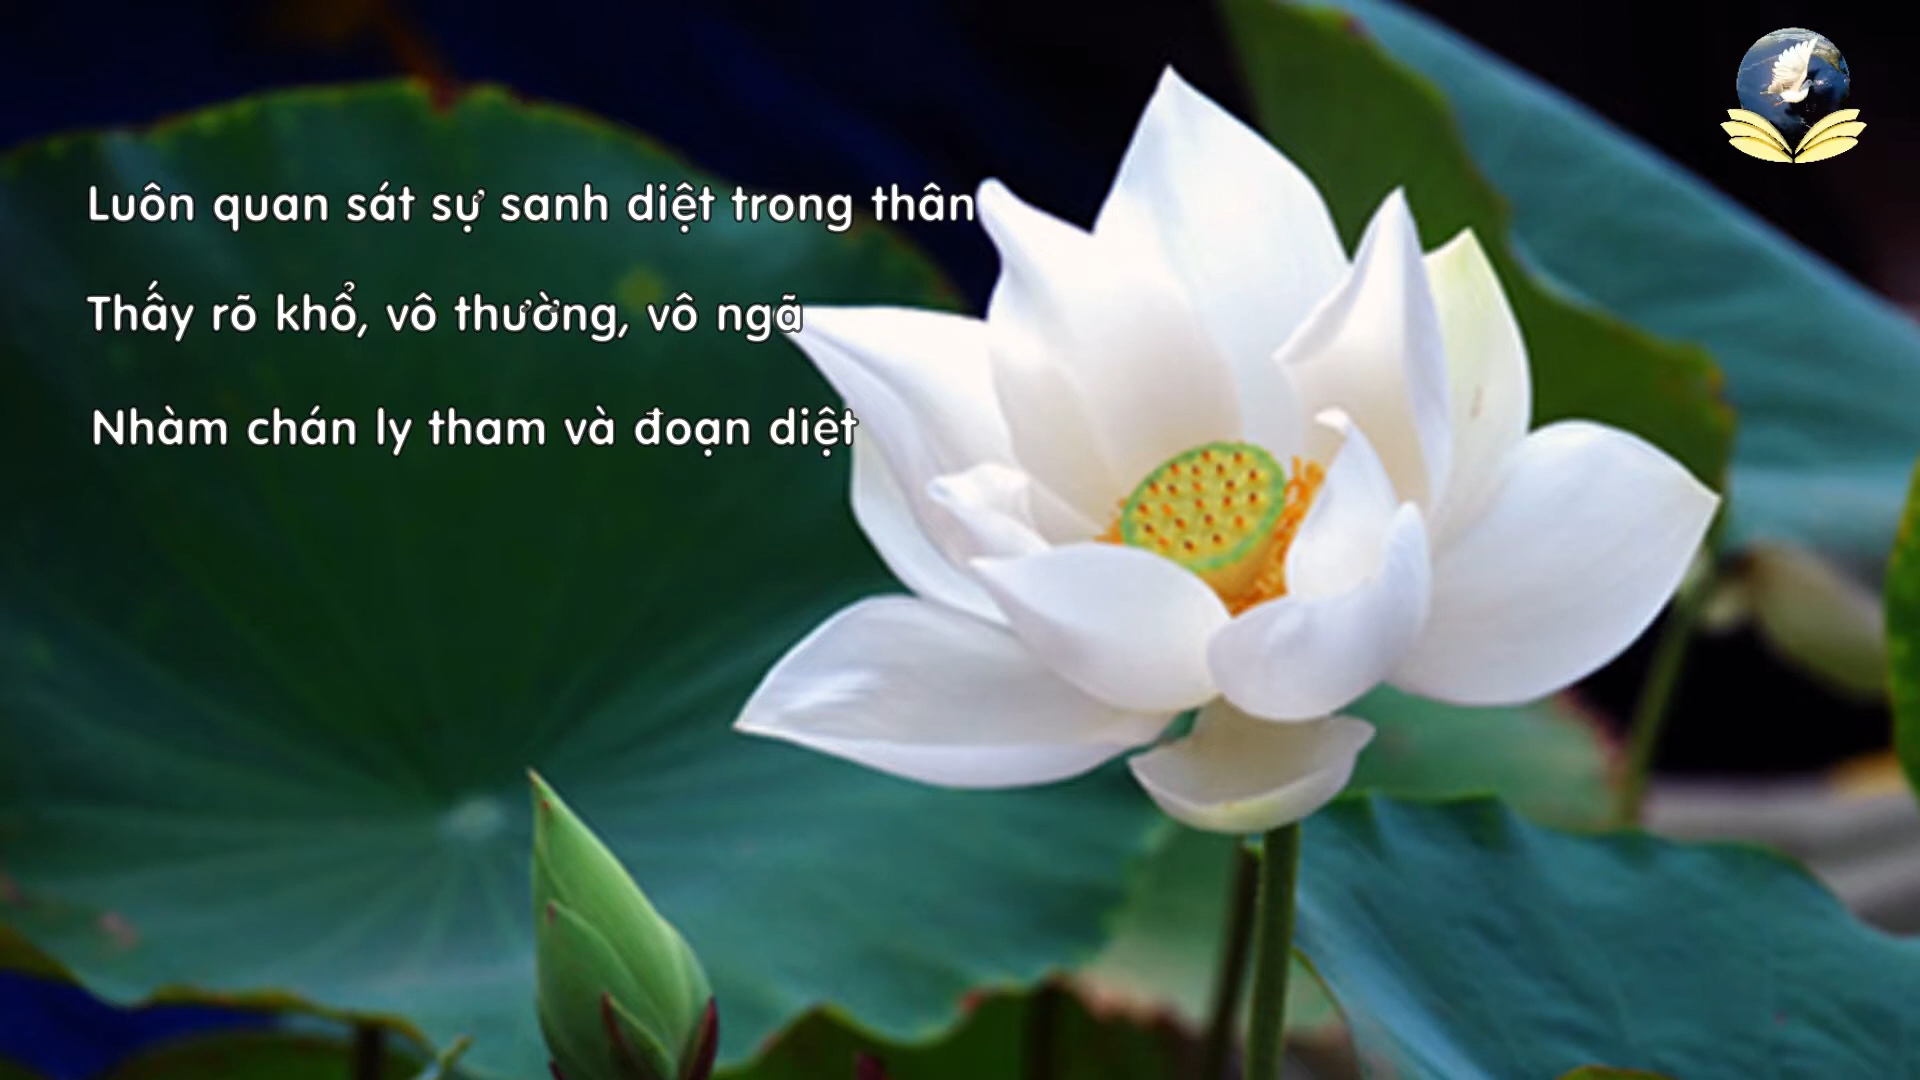 Luôn quan sát sự sanh diệt trong thân
Thấy rõ khổ, vô thường, vô ngã
Nhàm chán ly tham và đoạn diệt